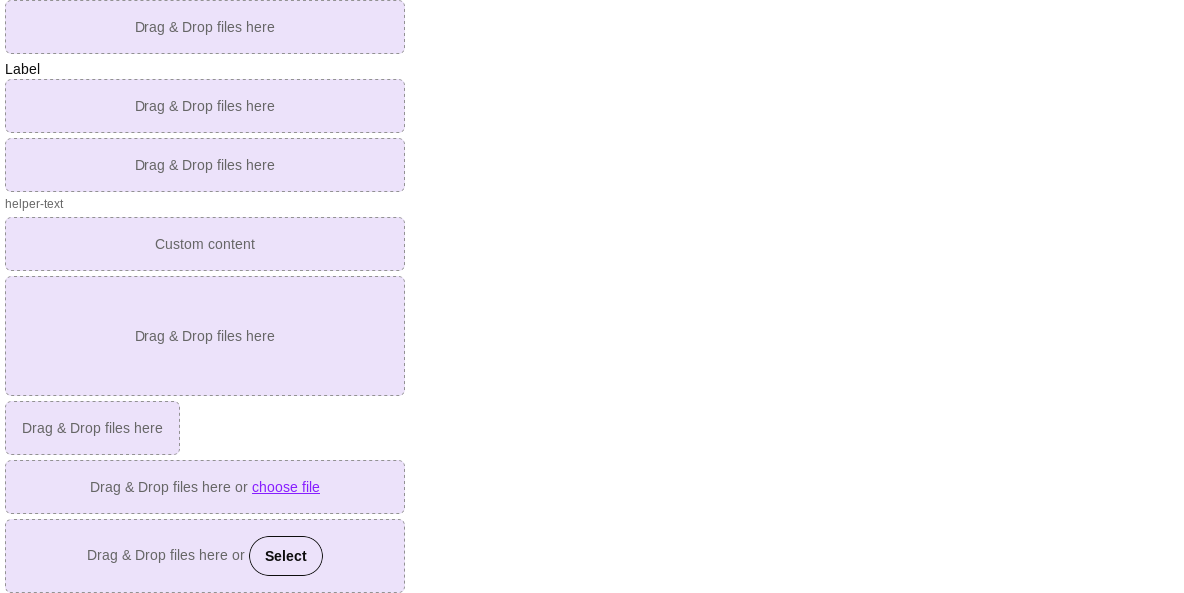 Drag & Drop files here
Label
Drag & Drop files here
Drag & Drop files here
helper-text
Custom content
Drag & Drop files here
Drag & Drop files here
Drag & Drop files here or choose file
Drag & Drop files here or Select